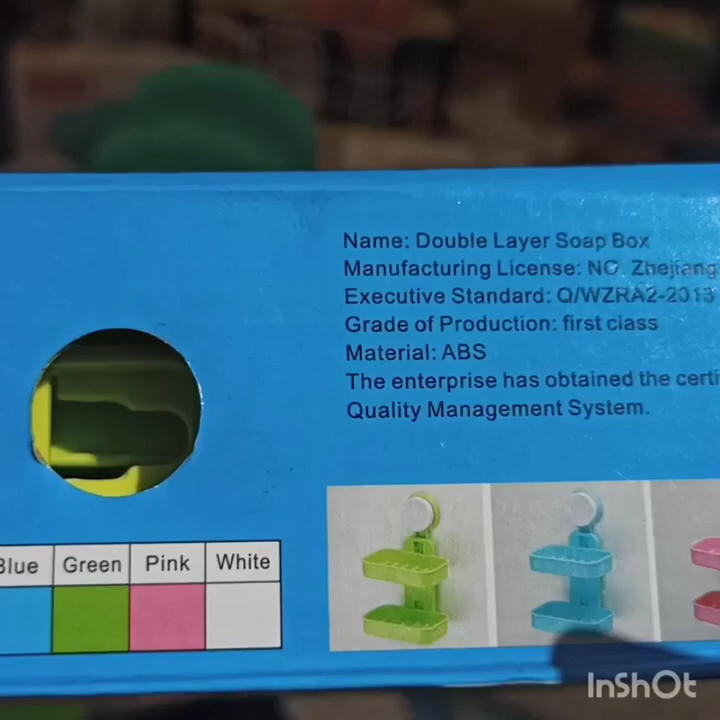 Name: Double Layer Soap Box
Manufacturing License: NO. Zhejiang
Executive Standard: Q/WZRA2-2013
Grade of Production: first class
Material: ABS
The enterprise has obtained the certi
Quality Management System.
Blue Green Pink White
InShOt